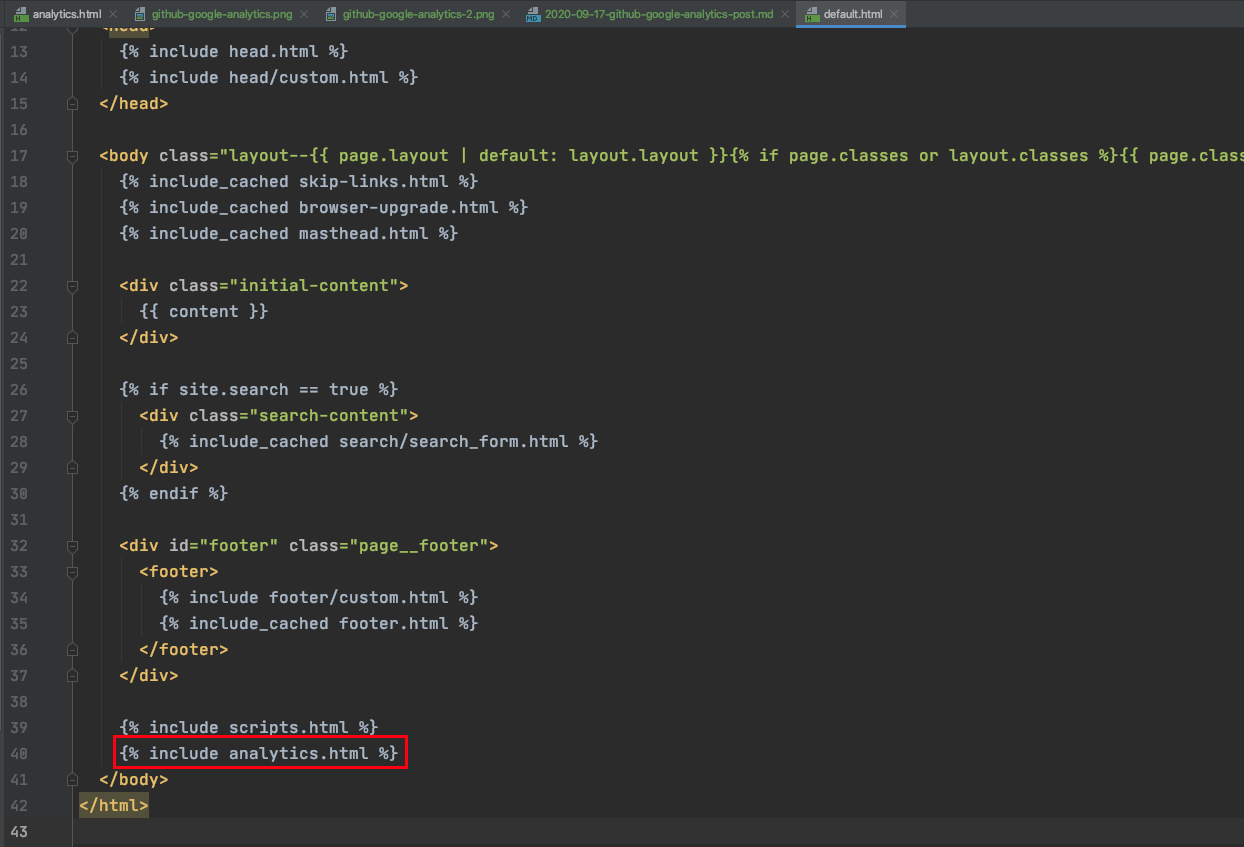 analytics.html
github-google-analytics.png
github-google-analytics-2.png
2020-09-17-github-google-analytics-post.md
default.html
12 <head>
13 {% include head.html %}
14 {% include head/custom.html %}
15 </head>
16
17 <body class="layout--{{ page.layout | default: layout.layout }}{% if page.classes or layout.classes %}{{ page.class
18 {% include_cached skip-links.html %}
19 {% include_cached browser-upgrade.html %}
20 {% include_cached masthead.html %}
21
22 <div class="initial-content">
23 {{ content }}
24 </div>
25
26 {% if site.search == true %}
27 <div class="search-content">
28 {% include_cached search/search_form.html %}
29 </div>
30 {% endif %}
31
32 <div id="footer" class="page__footer">
33 <footer>
34 {% include footer/custom.html %}
35 {% include_cached footer.html %}
36 </footer>
37 </div>
38
39 {% include scripts.html %}
40 {% include analytics.html %}
41 </body>
42 </html>
43